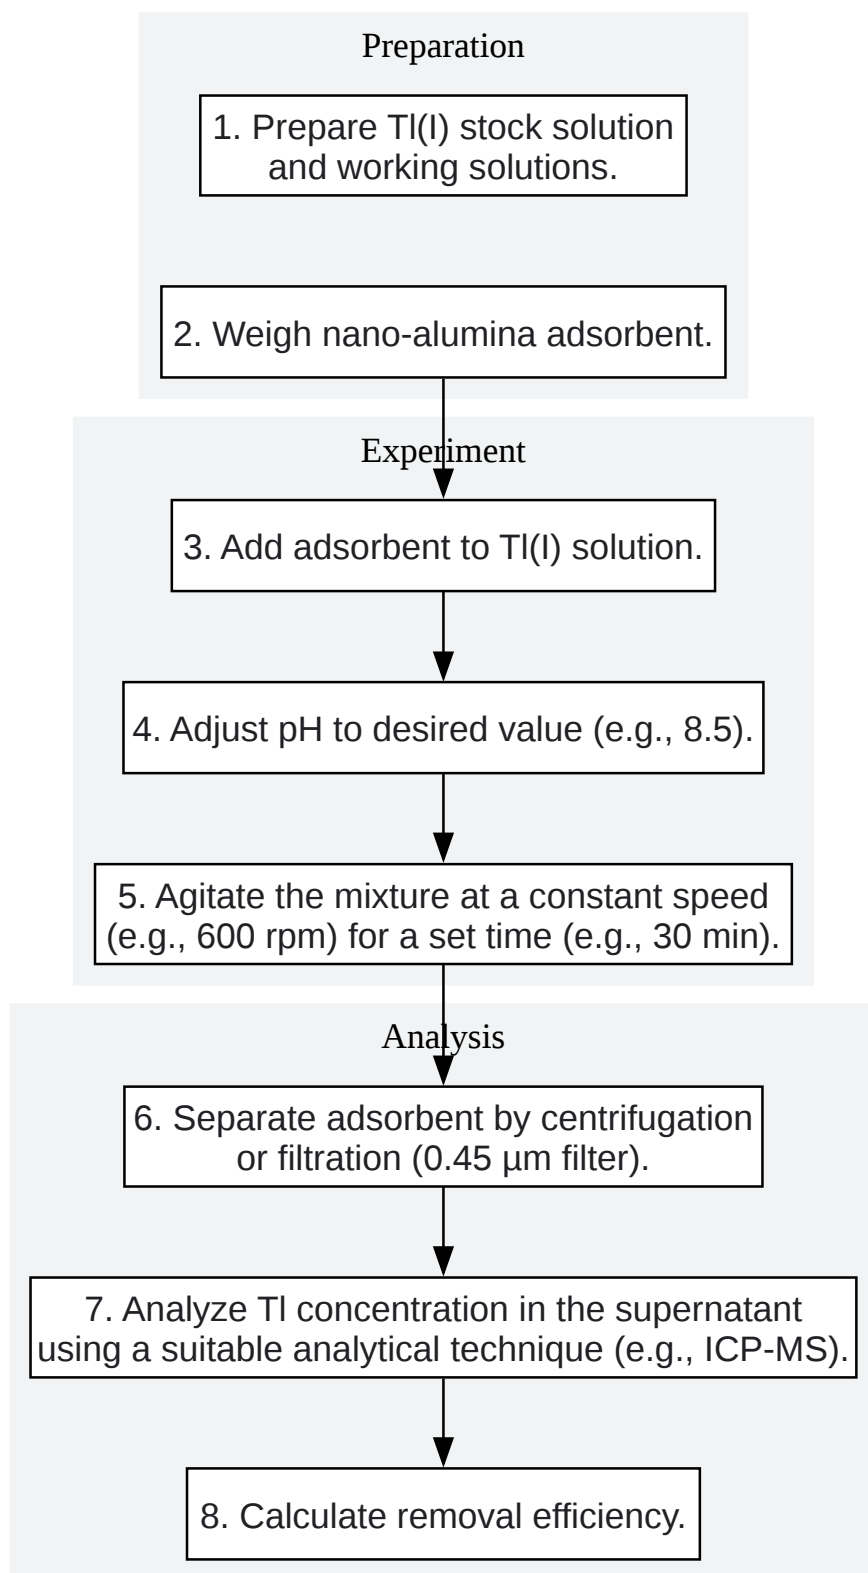 Preparation
1. Prepare Tl(I) stock solution
and working solutions.
2. Weigh nano-alumina adsorbent.
Experiment
3. Add adsorbent to Tl(I) solution.
4. Adjust pH to desired value (e.g., 8.5).
5. Agitate the mixture at a constant speed
(e.g., 600 rpm) for a set time (e.g., 30 min).
Analysis
6. Separate adsorbent by centrifugation
or filtration (0.45 µm filter).
7. Analyze Tl concentration in the supernatant
using a suitable analytical technique (e.g., ICP-MS).
8. Calculate removal efficiency.